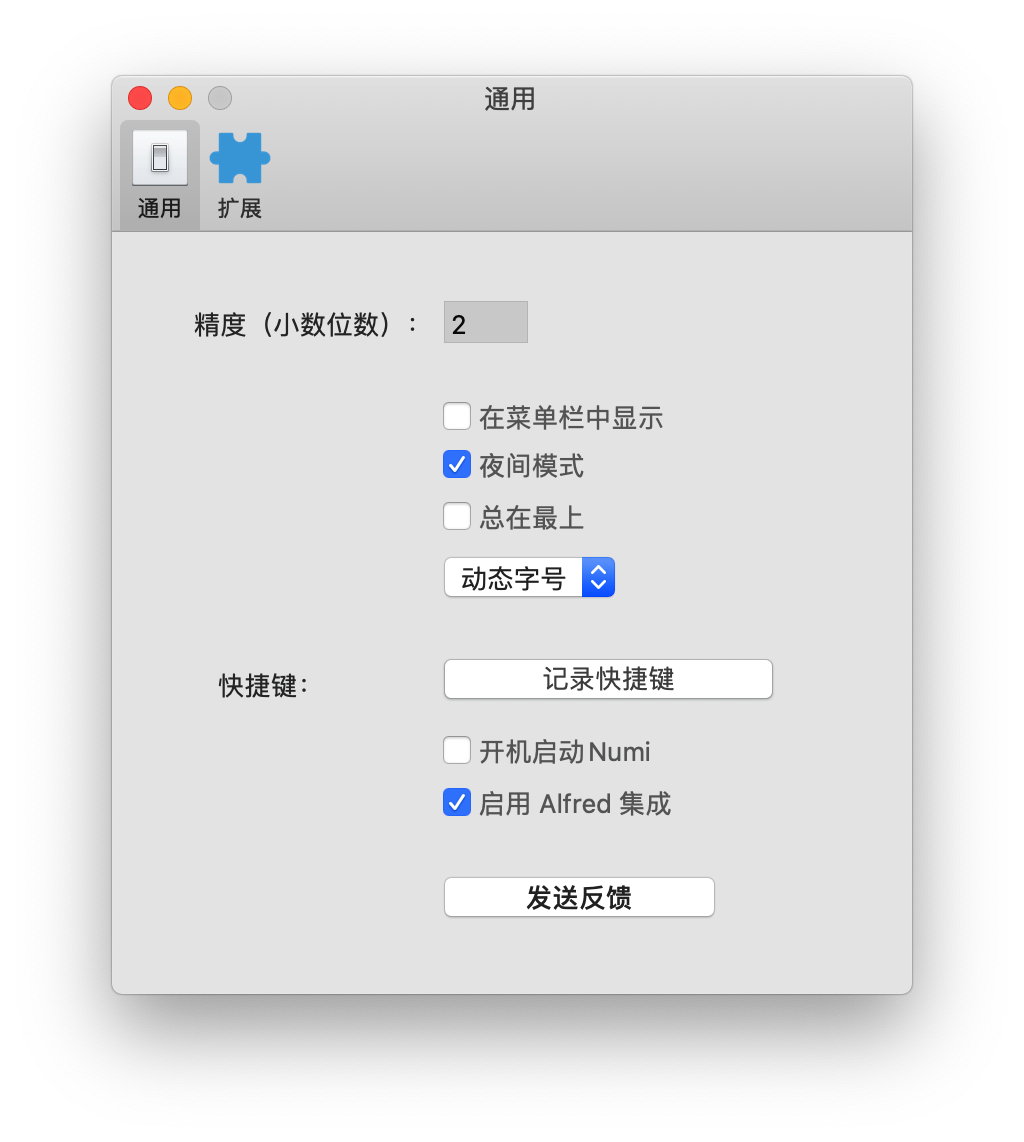 通用
通用
扩展
精度（小数位数）：
2
在菜单栏中显示
夜间模式
总在最上
动态字号
快捷键：
记录快捷键
开机启动Numi
启用 Alfred 集成
发送反馈